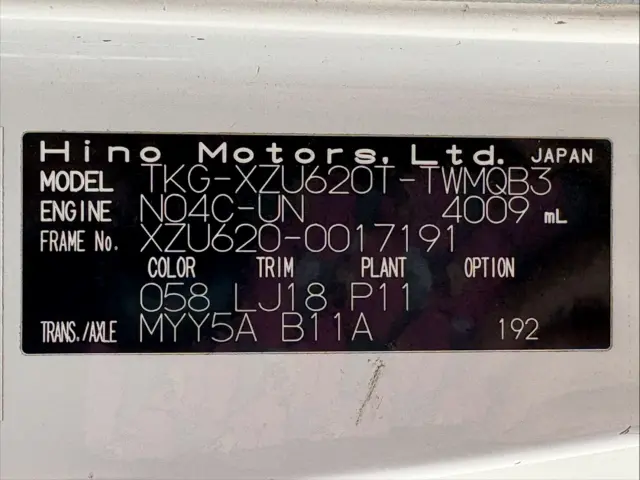 Hino Motors, Ltd. JAPAN
MODEL TKG-XZU620T-TWMQB3
ENGINE N04C-UN 4009 mL
FRAME No. XZU620-0017191
COLOR TRIM PLANT OPTION
058 LJ18 P11
TRANS./AXLE MYY5A B11A 192